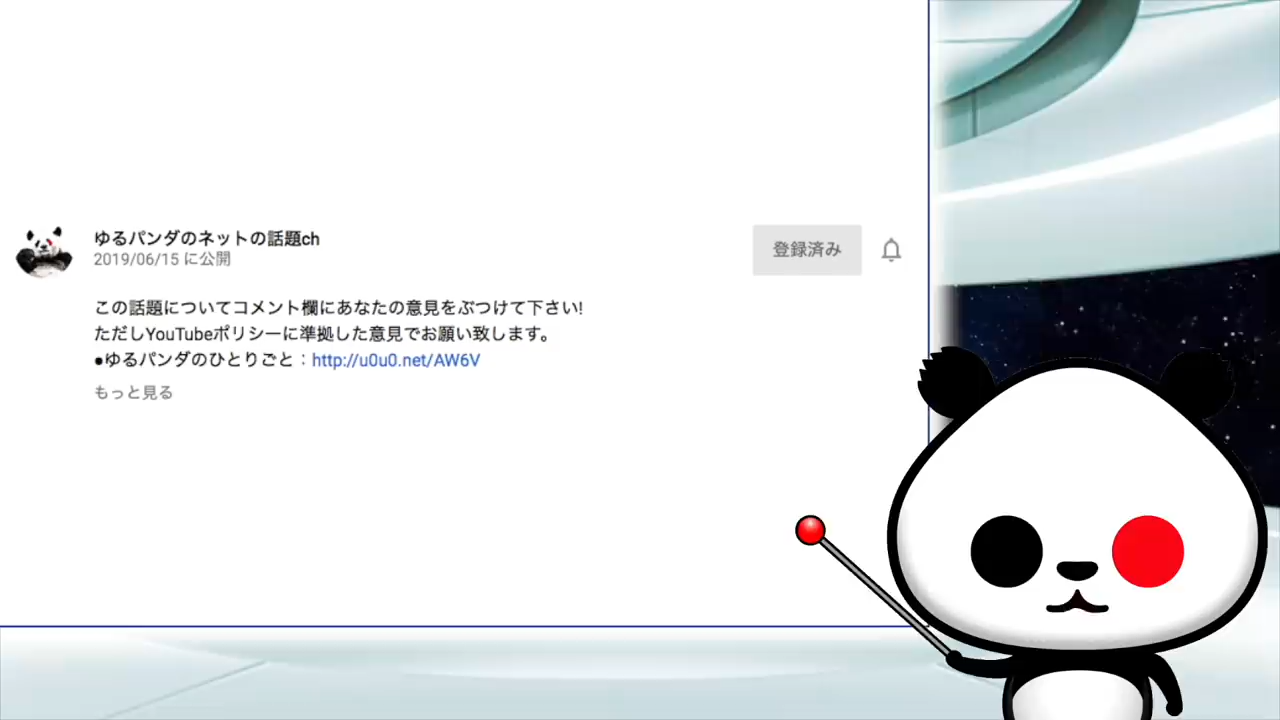 ゆるパンダのネットの話題ch
2019/06/15 に公開
登録済み
この話題についてコメント欄にあなたの意見をぶつけて下さい!
ただしYouTubeポリシーに準拠した意見でお願い致します。
●ゆるパンダのひとりごと：http://u0u0.net/AW6V
もっと見る